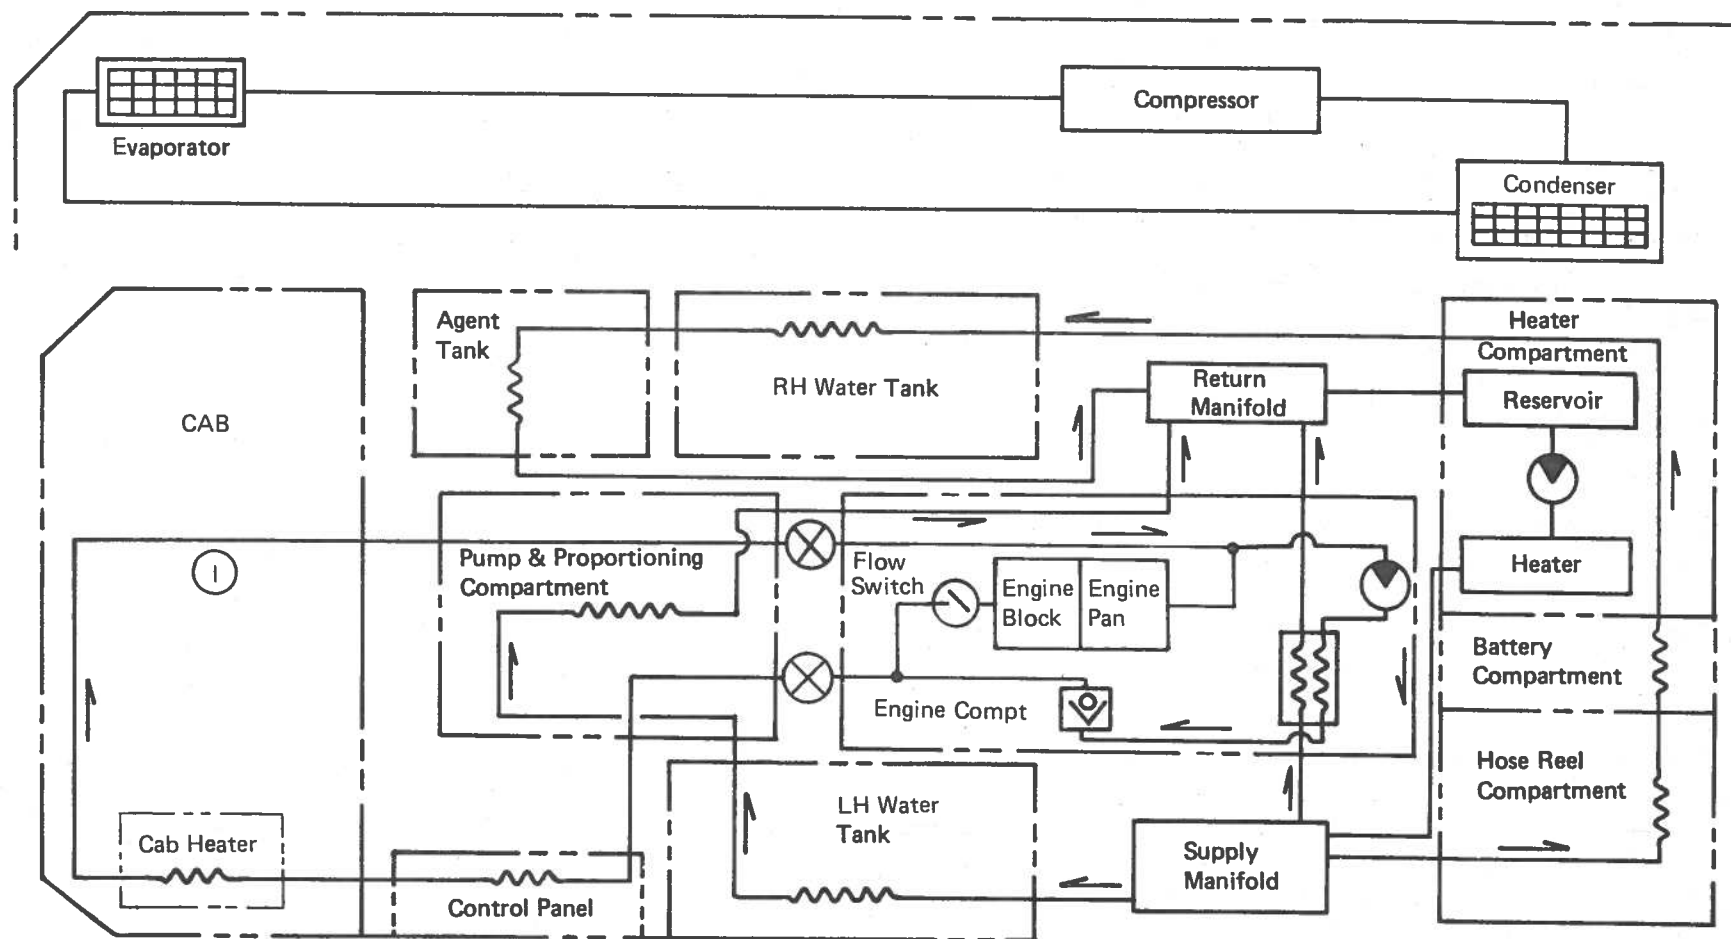 Evaporator
Compressor
Condenser
CAB
Agent
Tank
RH Water Tank
Return
Manifold
Heater
Compartment
Reservoir
Heater
Pump & Proportioning
Compartment
Flow
Switch
Engine
Block
Engine
Pan
Engine Compt
Battery
Compartment
Hose Reel
Compartment
I
Cab Heater
Control Panel
LH Water
Tank
Supply
Manifold